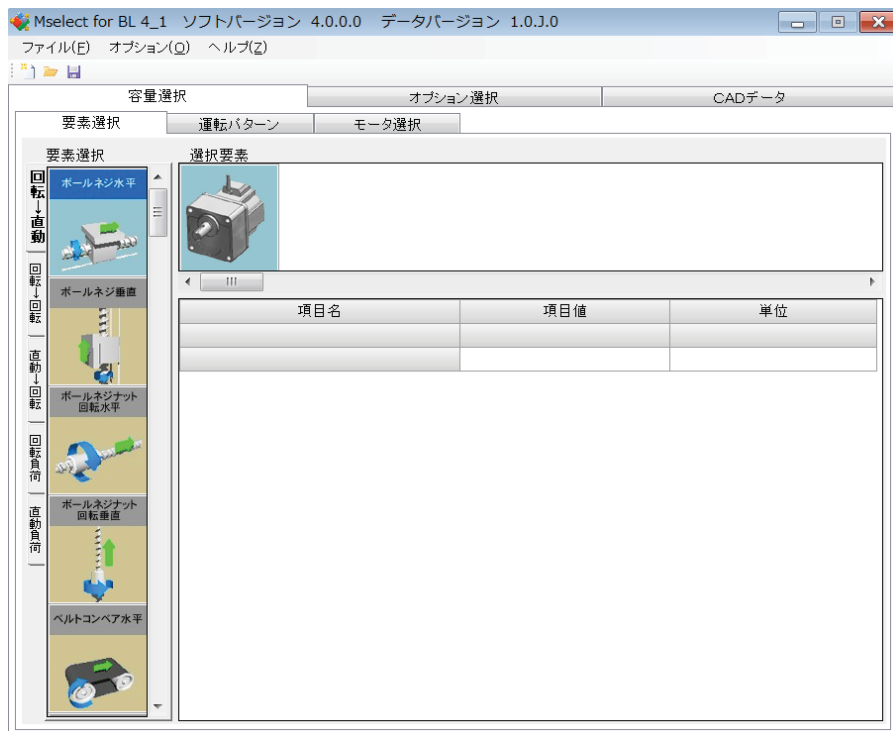 Mselect for BL 4_1 ソフトバージョン 4.0.0.0 データバージョン 1.0.J.0
ファイル(F) オプション(O) ヘルプ(Z)
容量選択 オプション選択 CADデータ
要素選択 運転パターン モータ選択
要素選択
選択要素
回転→直動
回転→回転
直動→回転
回転負荷
直動負荷
ボールネジ水平
ボールネジ垂直
ボールネジナット
回転水平
ボールネジナット
回転垂直
ベルトコンベア水平
項目名 項目値 単位